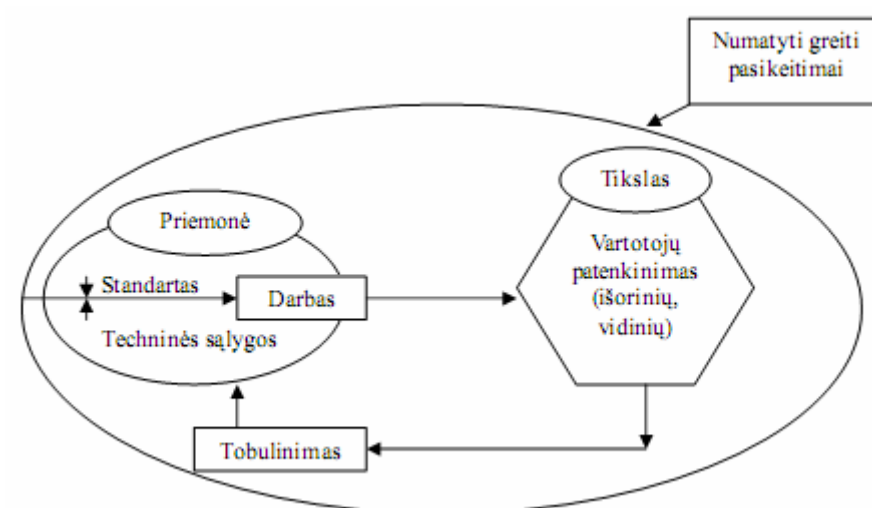 Numatyti greiti
pasikeitimai
Tikslas
Priemonė
Vartotojų
patenkinimas
(išorinių,
vidinių)
Standartas
Darbas
Techninės sąlygos
Tobulinimas